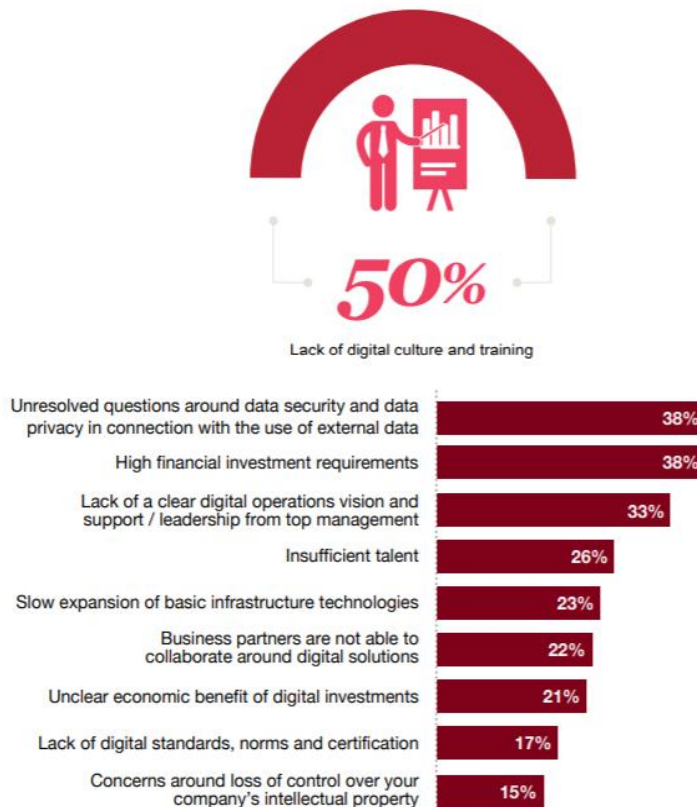 50%
Lack of digital culture and training
Unresolved questions around data security and data
privacy in connection with the use of external data
38%
High financial investment requirements
38%
Lack of a clear digital operations vision and
support / leadership from top management
33%
Insufficient talent
26%
Slow expansion of basic infrastructure technologies
23%
Business partners are not able to
collaborate around digital solutions
22%
Unclear economic benefit of digital investments
21%
Lack of digital standards, norms and certification
17%
Concerns around loss of control over your
company's intellectual property
15%